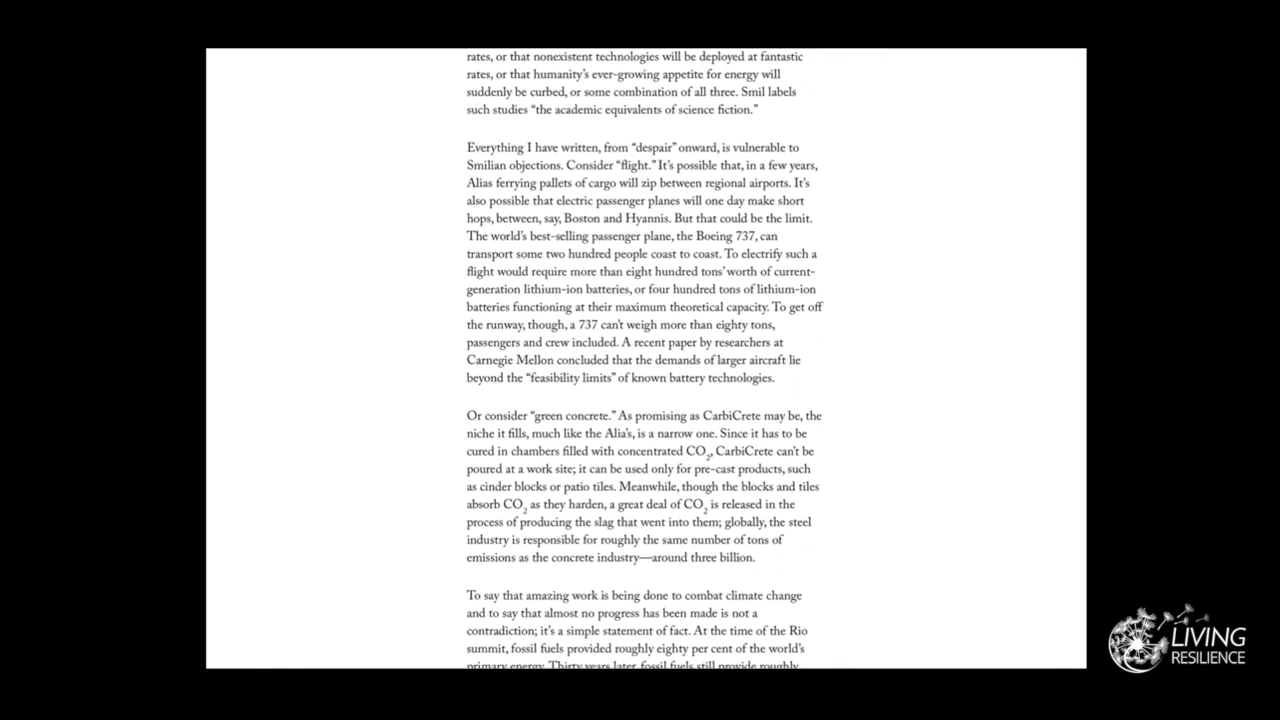 rates, or that nonexistent technologies will be deployed at fantastic
rates, or that humanity’s ever-growing appetite for energy will
suddenly be curbed, or some combination of all three. Smil labels
such studies “the academic equivalents of science fiction.”
Everything I have written, from “despair” onward, is vulnerable to
Smilian objections. Consider “flight.” It’s possible that, in a few years,
Alias ferrying pallets of cargo will zip between regional airports. It’s
also possible that electric passenger planes will one day make short
hops, between, say, Boston and Hyannis. But that could be the limit.
The world’s best-selling passenger plane, the Boeing 737, can
transport some two hundred people coast to coast. To electrify such a
flight would require more than eight hundred tons’ worth of current-
generation lithium-ion batteries, or four hundred tons of lithium-ion
batteries functioning at their maximum theoretical capacity. To get off
the runway, though, a 737 can’t weigh more than eighty tons,
passengers and crew included. A recent paper by researchers at
Carnegie Mellon concluded that the demands of larger aircraft lie
beyond the “feasibility limits” of known battery technologies.
Or consider “green concrete.” As promising as CarbiCrete may be, the
niche it fills, much like the Alia’s, is a narrow one. Since it has to be
cured in chambers filled with concentrated CO₂, CarbiCrete can’t be
poured at a work site; it can be used only for pre-cast products, such
as cinder blocks or patio tiles. Meanwhile, though the blocks and tiles
absorb CO₂ as they harden, a great deal of CO₂ is released in the
process of producing the slag that went into them; globally, the steel
industry is responsible for roughly the same number of tons of
emissions as the concrete industry—around three billion.
To say that amazing work is being done to combat climate change
and to say that almost no progress has been made is not a
contradiction; it’s a simple statement of fact. At the time of the Rio
summit, fossil fuels provided roughly eighty per cent of the world’s
primary energy. Thirty years later, fossil fuels still provide roughly
LIVING
RESILIENCE